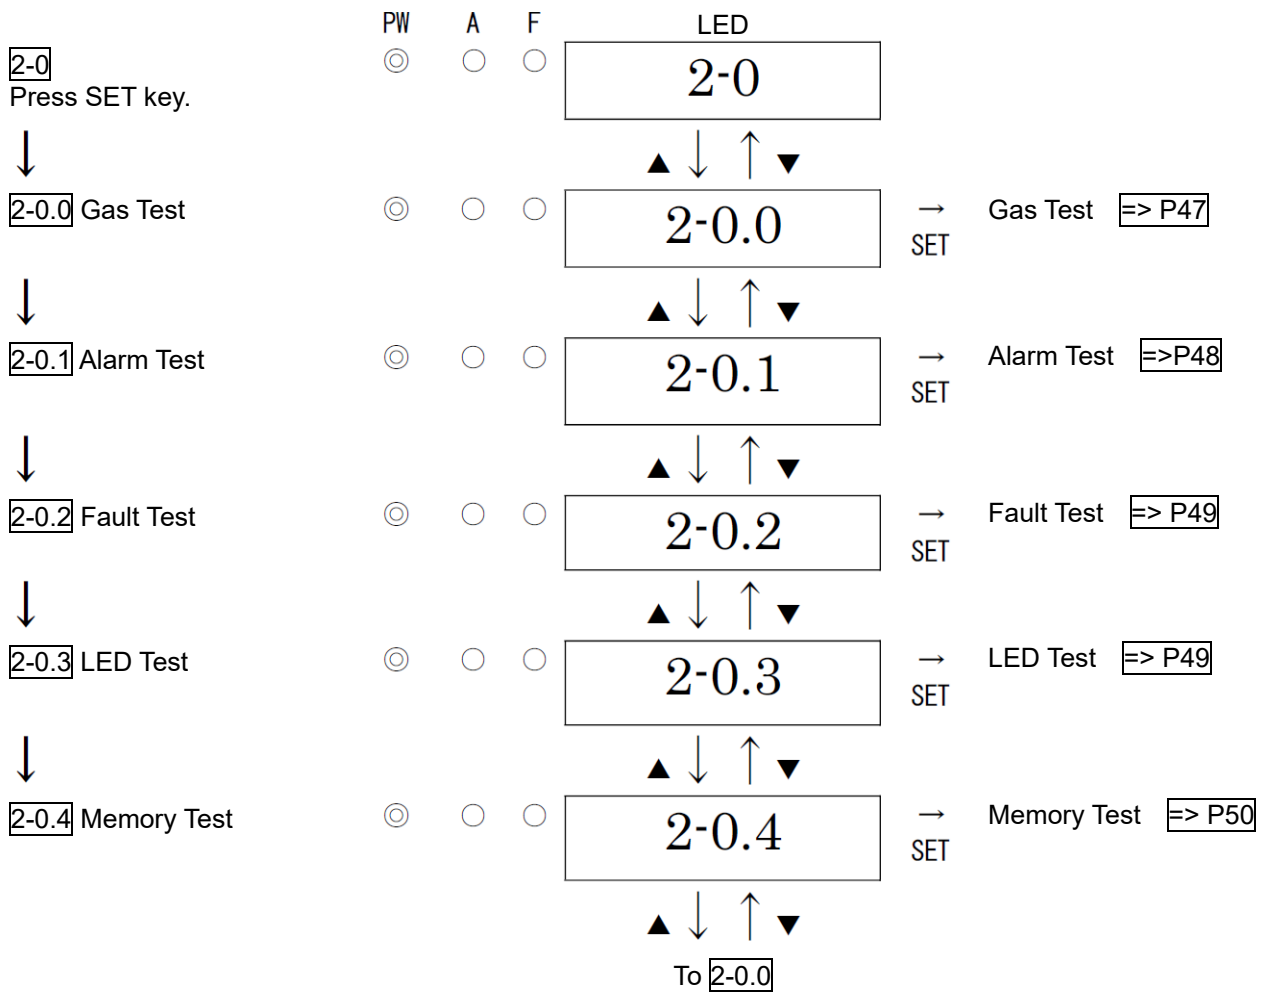 PW A F LED
2-0 ◎ ○ ○ 2-0
Press SET key.
↓ ▲ ↓ ↑ ▼
2-0.0 Gas Test ◎ ○ ○ 2-0.0 → Gas Test => P47
SET
↓ ▲ ↓ ↑ ▼
2-0.1 Alarm Test ◎ ○ ○ 2-0.1 → Alarm Test =>P48
SET
↓ ▲ ↓ ↑ ▼
2-0.2 Fault Test ◎ ○ ○ 2-0.2 → Fault Test => P49
SET
↓ ▲ ↓ ↑ ▼
2-0.3 LED Test ◎ ○ ○ 2-0.3 → LED Test => P49
SET
↓ ▲ ↓ ↑ ▼
2-0.4 Memory Test ◎ ○ ○ 2-0.4 → Memory Test => P50
SET
▲ ↓ ↑ ▼
To 2-0.0